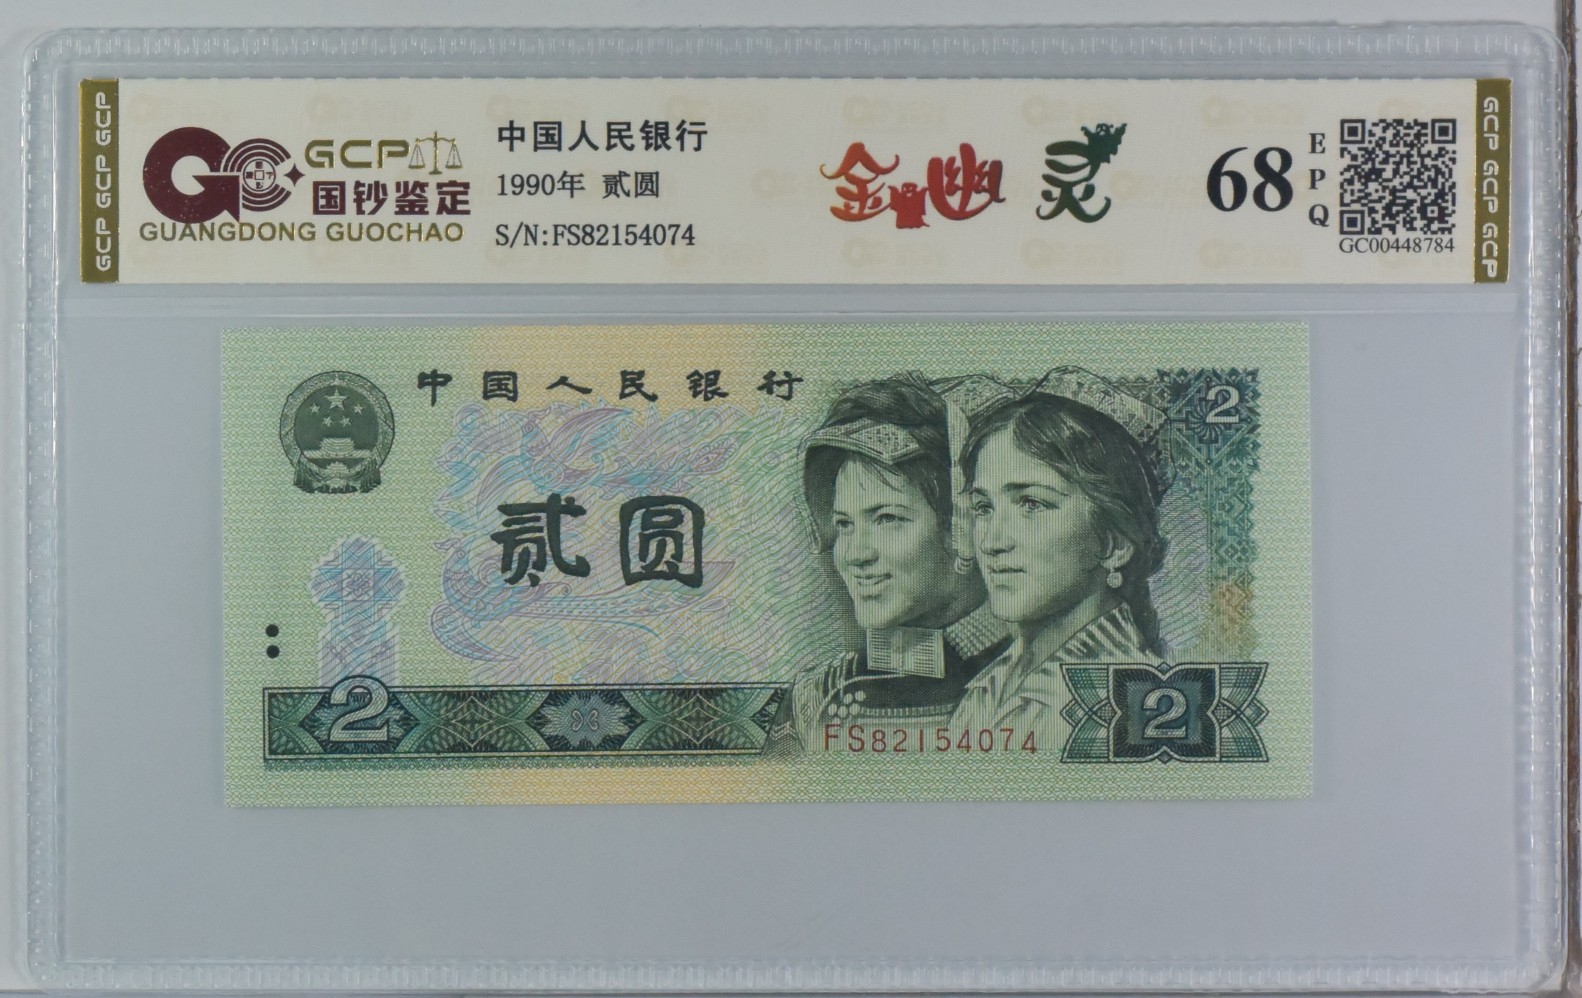 GCP GCP GCP
GCP
国钞鉴定
GUANGDONG GUOCHAO
中国人民银行
1990年 贰圆
S/N:FS82154074
金幽灵
68
EPQ
GC00448784
GCP GCP GCP
中国人民银行
2
贰圆
2
FS82154074
2